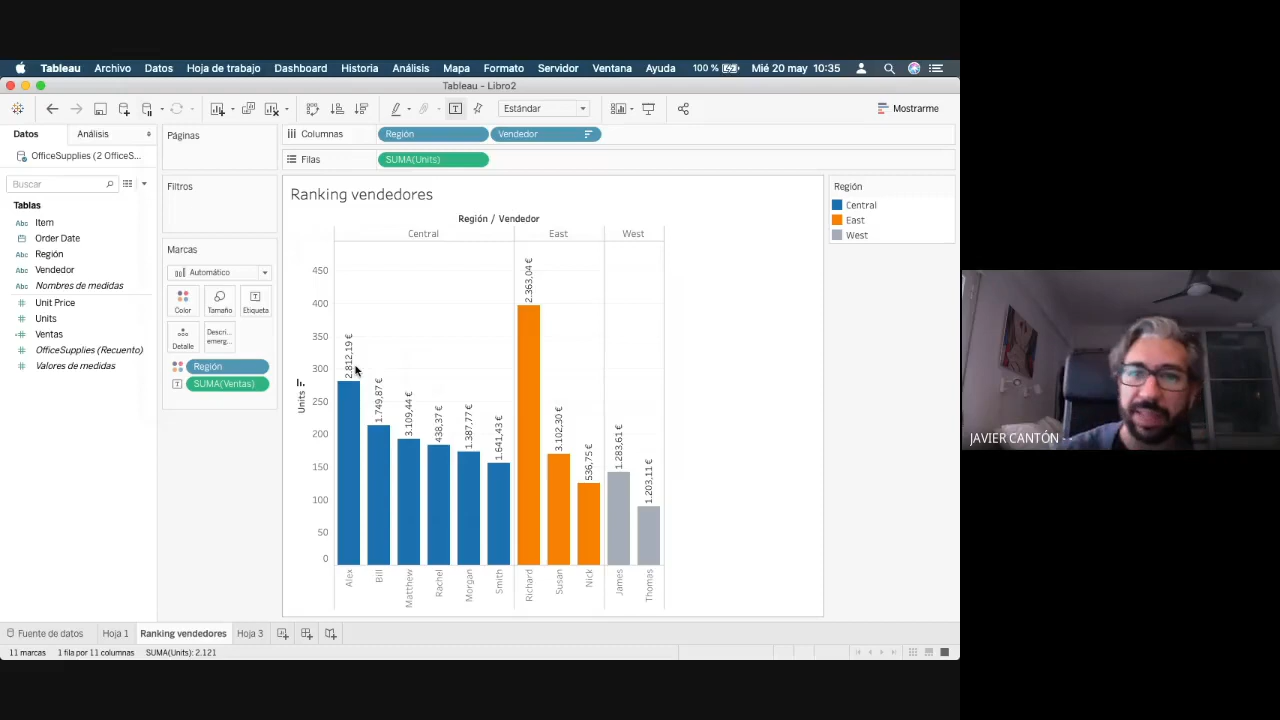 Tableau Archivo Datos Hoja de trabajo Dashboard Historia Análisis Mapa Formato Servidor Ventana Ayuda 100 % Mié 20 may 10:35
Tableau - Libro2
Estándar
Mostrarme
Datos Análisis
OfficeSupplies (2 OfficeS...
Buscar
Tablas
Abc Item
Order Date
Abc Región
Abc Vendedor
Abc Nombres de medidas
Unit Price
Units
Ventas
OfficeSupplies (Recuento)
Valores de medidas
Páginas
Filtros
Marcas
Automático
Color Tamaño Etiqueta
Detalle Descri... emerg...
Región
SUMA(Ventas)
Columnas Región Vendedor
Filas SUMA(Units)
Ranking vendedores
Región / Vendedor
Central East West
Units
450
400
350
300
250
200
150
100
50
0
2.812,19 €
1.749,87 €
3.109,44 €
438,37 €
1.387,77 €
1.641,43 €
2.363,04 €
3.102,30 €
536,75 €
1.283,61 €
1.203,11 €
Alex
Bill
Matthew
Rachel
Morgan
Smith
Richard
Susan
Nick
James
Thomas
Región
Central
East
West
JAVIER CANTÓN - -
Fuente de datos Hoja 1 Ranking vendedores Hoja 3
11 marcas 1 fila por 11 columnas SUMA(Units): 2.121